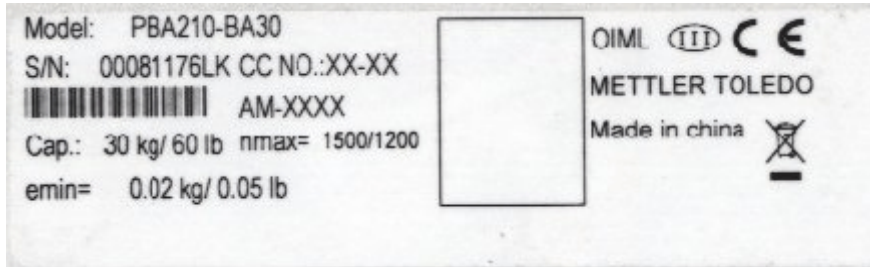 Model: PBA210-BA30
S/N: 00081176LK CC NO.:XX-XX
AM-XXXX
Cap.: 30 kg/ 60 lb nmax= 1500/1200
emin= 0.02 kg/ 0.05 lb
OIML III CE
METTLER TOLEDO
Made in china